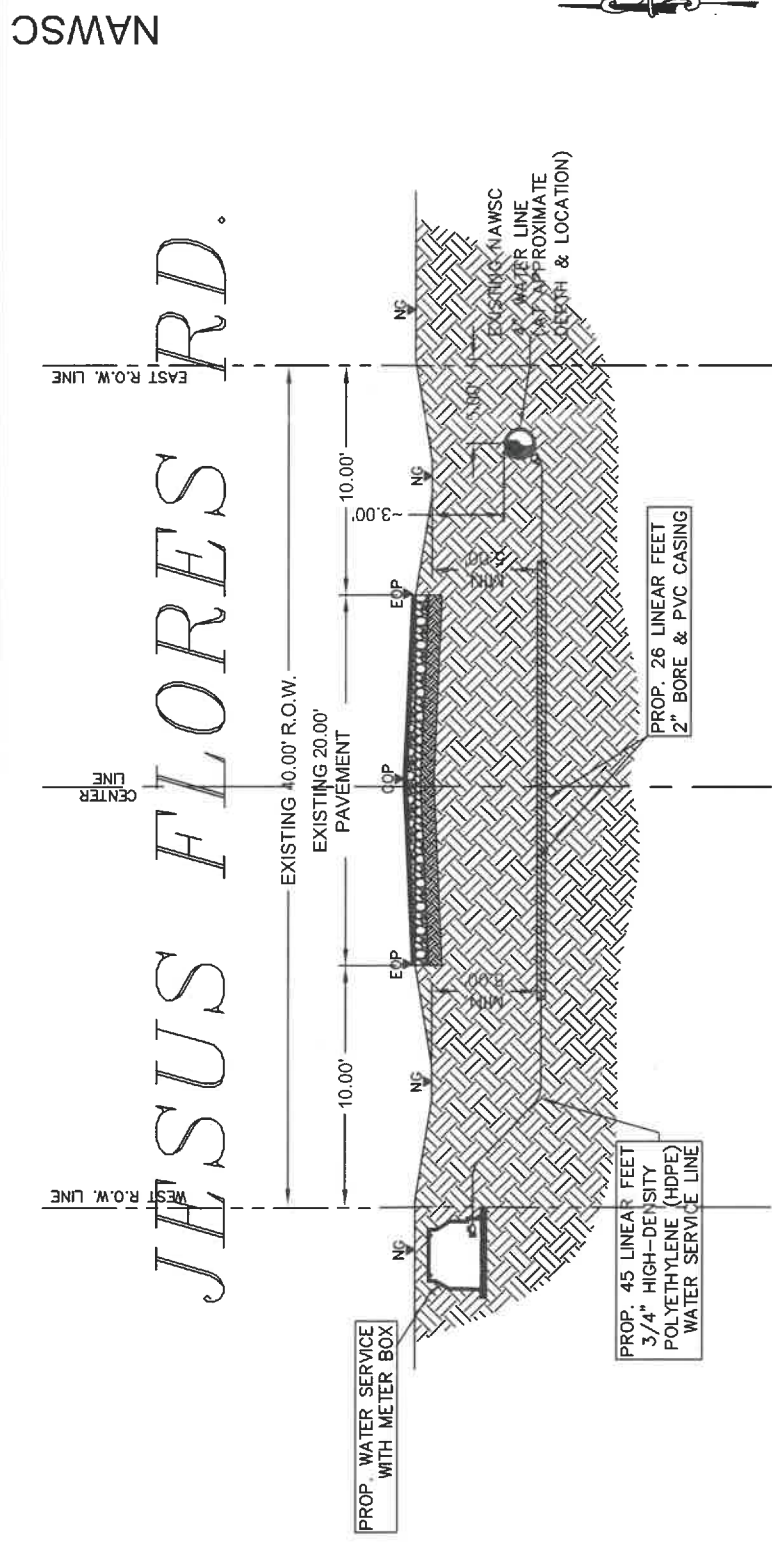 NAWSC
JESUS FLORES RD.
WEST R.O.W. LINE
CENTER
LINE
EAST R.O.W. LINE
EXISTING 40.00' R.O.W.
10.00'
EXISTING 20.00'
PAVEMENT
10.00'
NG
NG
EOP
COP
EOP
NG
NG
~3.00'
5.00'
EXISTING NAWSC
WATER LINE
(AT APPROXIMATE
DEPTH & LOCATION)
MIN
MIN
PROP. WATER SERVICE
WITH METER BOX
PROP. 45 LINEAR FEET
3/4" HIGH-DENSITY
POLYETHYLENE (HDPE)
WATER SERVICE LINE
PROP. 26 LINEAR FEET
2" BORE & PVC CASING